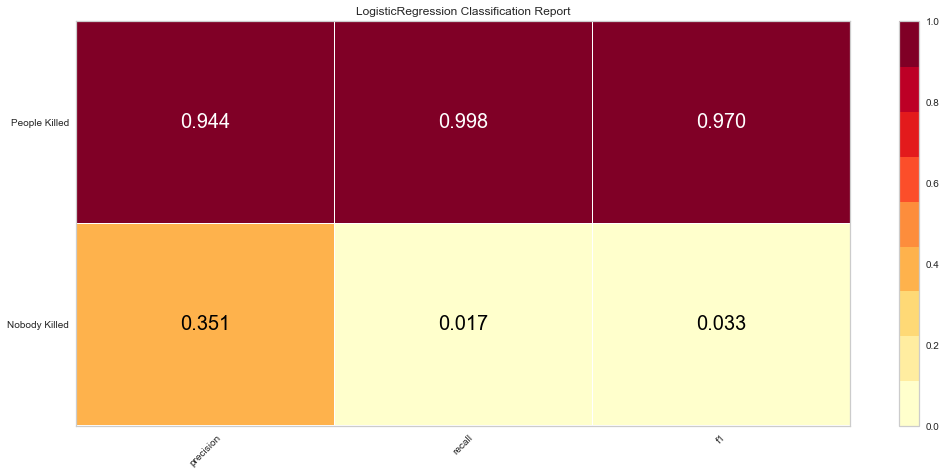 LogisticRegression Classification Report
People Killed
0.944
0.998
0.970
Nobody Killed
0.351
0.017
0.033
precision
recall
f1
1.0
0.8
0.6
0.4
0.2
0.0